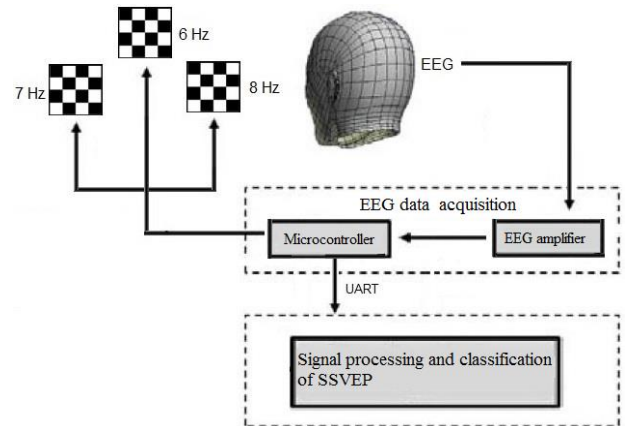 6 Hz
7 Hz
8 Hz
EEG
EEG data acquisition
Microcontroller
EEG amplifier
UART
Signal processing and classification
of SSVEP